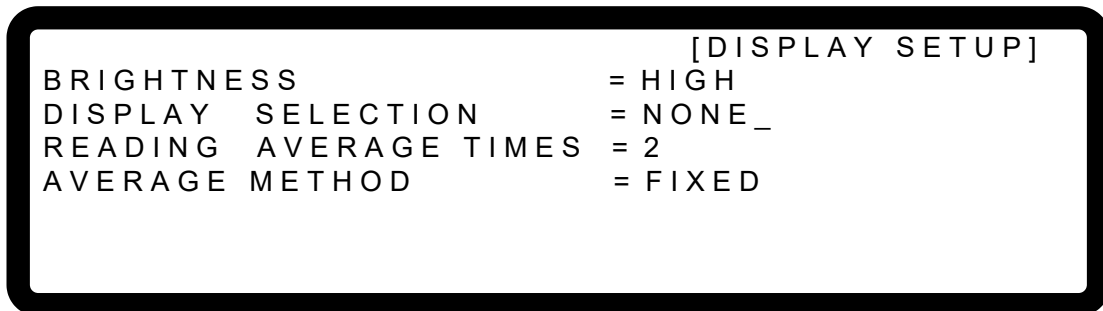 [DISPLAY SETUP]
BRIGHTNESS = HIGH
DISPLAY SELECTION = NONE_
READING AVERAGE TIMES = 2
AVERAGE METHOD = FIXED